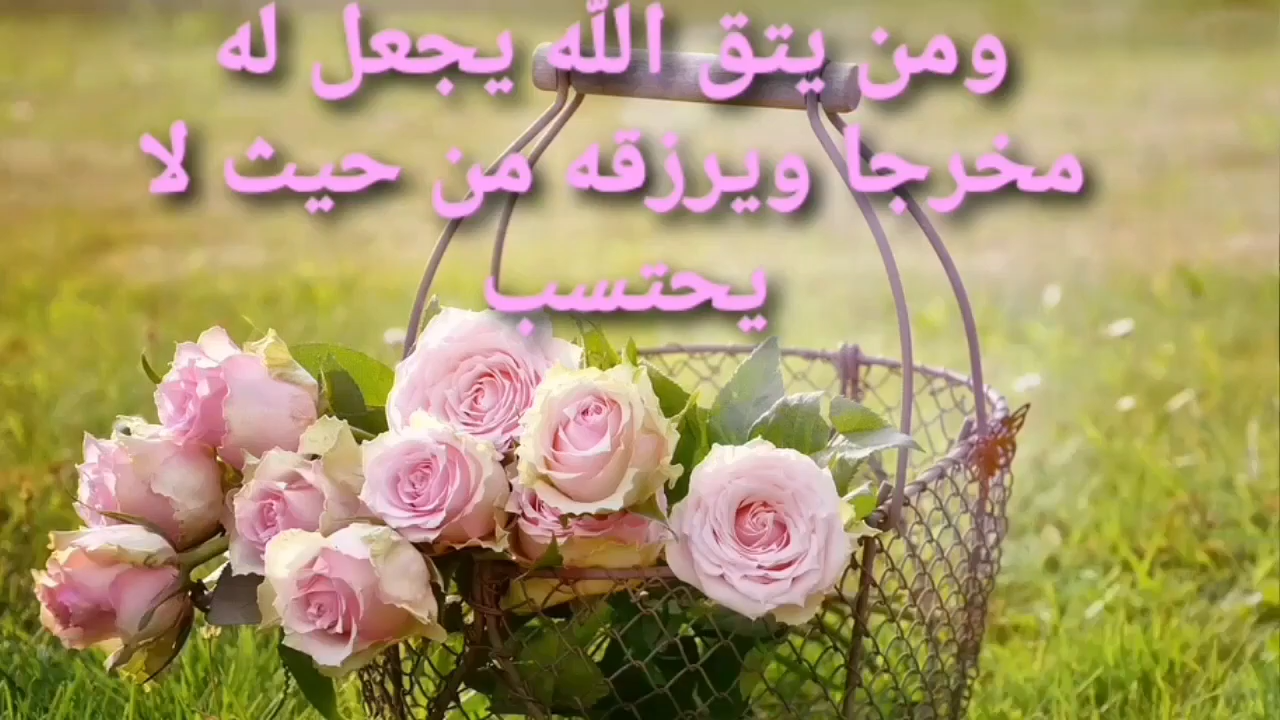 ومن يتق الله يجعل له
مخرجا ويرزقه من حيث لا
يحتسب